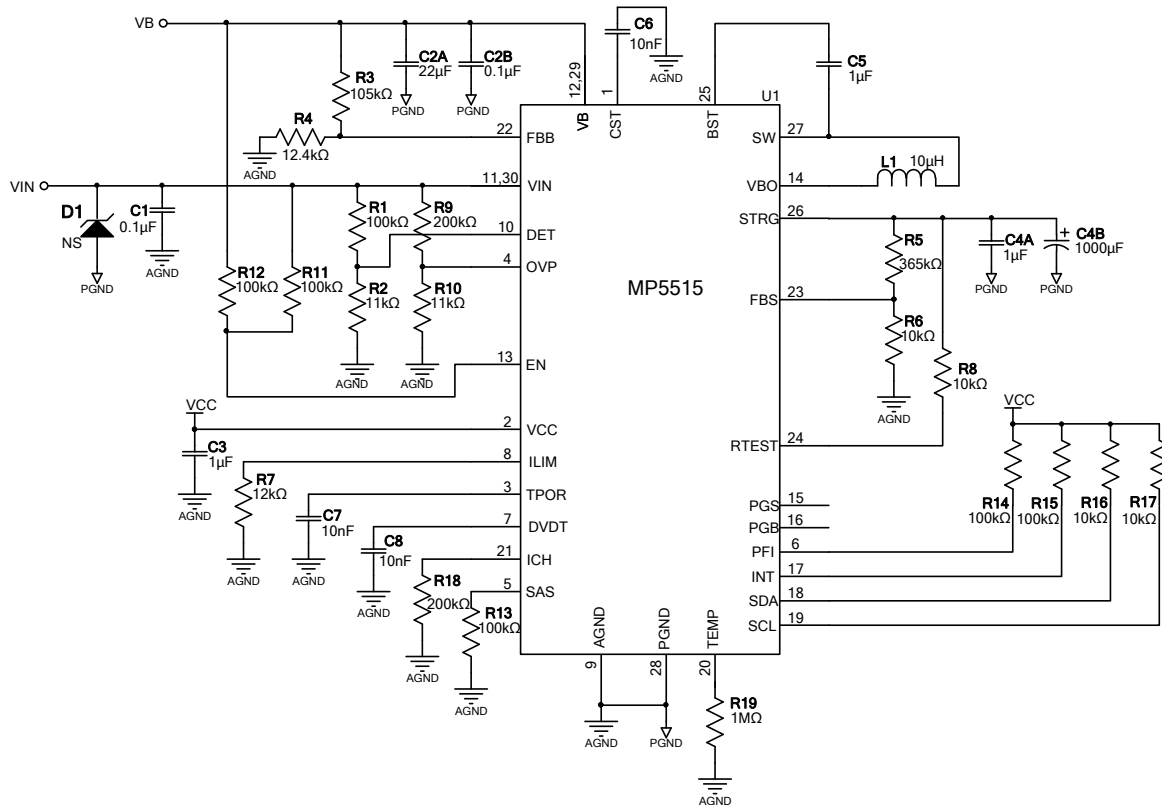 VB
C6
10nF
AGND
C2A
22µF
PGND
C2B
0.1µF
PGND
C5
1µF
R3
105kΩ
R4
12.4kΩ
AGND
12,29
1
25
U1
VB
CST
BST
22
FBB
SW
27
VIN
11,30
VIN
L1
10µH
VBO
14
D1
NS
PGND
C1
0.1µF
AGND
R1
100kΩ
R9
200kΩ
STRG
26
10
DET
4
OVP
R5
365kΩ
C4A
1µF
PGND
+
C4B
1000µF
PGND
R12
100kΩ
R11
100kΩ
R2
11kΩ
AGND
R10
11kΩ
AGND
MP5515
FBS
23
R6
10kΩ
AGND
13
EN
R8
10kΩ
VCC
2
VCC
VCC
C3
1µF
AGND
8
ILIM
RTEST
24
R7
12kΩ
AGND
3
TPOR
C7
10nF
AGND
7
DVDT
C8
10nF
AGND
21
ICH
R18
200kΩ
AGND
5
SAS
R13
100kΩ
AGND
PGS
15
PGB
16
PFI
6
INT
17
SDA
18
SCL
19
R14
100kΩ
R15
100kΩ
R16
10kΩ
R17
10kΩ
AGND
PGND
TEMP
9
28
20
AGND
PGND
R19
1MΩ
AGND